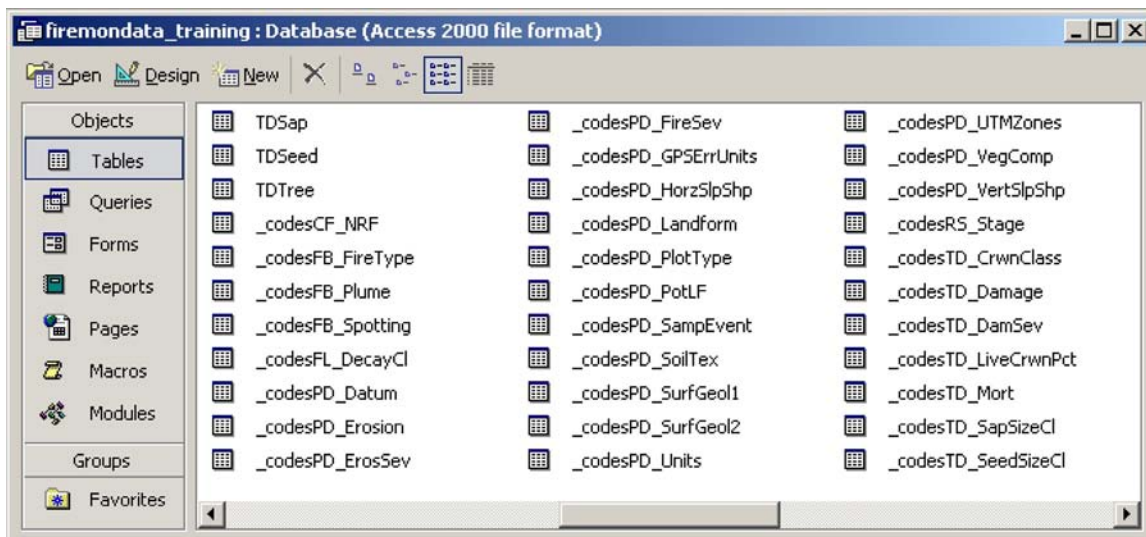 firemondata_training : Database (Access 2000 file format)
Open Design New
Objects
Tables
Queries
Forms
Reports
Pages
Macros
Modules
Groups
Favorites
TDSap
TDSeed
TDTree
_codesCF_NRF
_codesFB_FireType
_codesFB_Plume
_codesFB_Spotting
_codesFL_DecayCl
_codesPD_Datum
_codesPD_Erosion
_codesPD_ErosSev
_codesPD_FireSev
_codesPD_GPSErrUnits
_codesPD_HorzSlpShp
_codesPD_Landform
_codesPD_PlotType
_codesPD_PotLF
_codesPD_SampEvent
_codesPD_SoilTex
_codesPD_SurfGeol1
_codesPD_SurfGeol2
_codesPD_Units
_codesPD_UTMZones
_codesPD_VegComp
_codesPD_VertSlpShp
_codesRS_Stage
_codesTD_CrwnClass
_codesTD_Damage
_codesTD_DamSev
_codesTD_LiveCrwnPct
_codesTD_Mort
_codesTD_SapSizeCl
_codesTD_SeedSizeCl